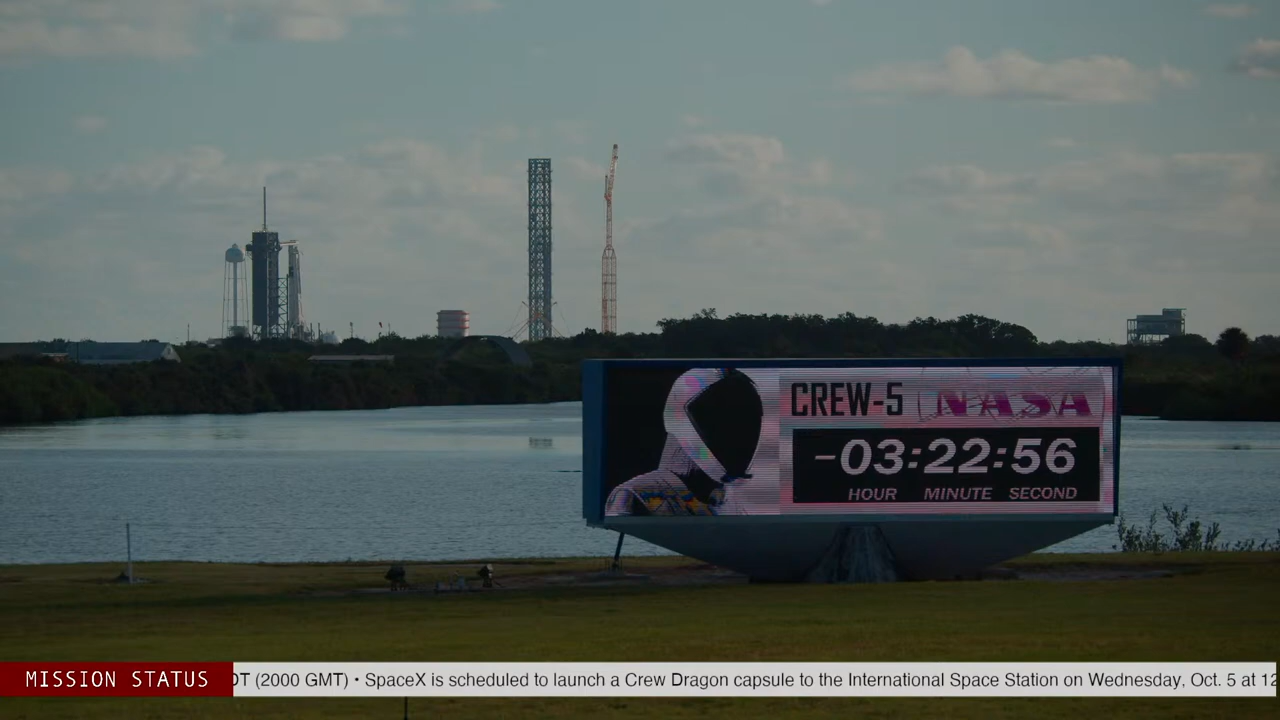 CREW-5 NASA
-03:22:56
HOUR MINUTE SECOND
MISSION STATUS
DT (2000 GMT) • SpaceX is scheduled to launch a Crew Dragon capsule to the International Space Station on Wednesday, Oct. 5 at 12